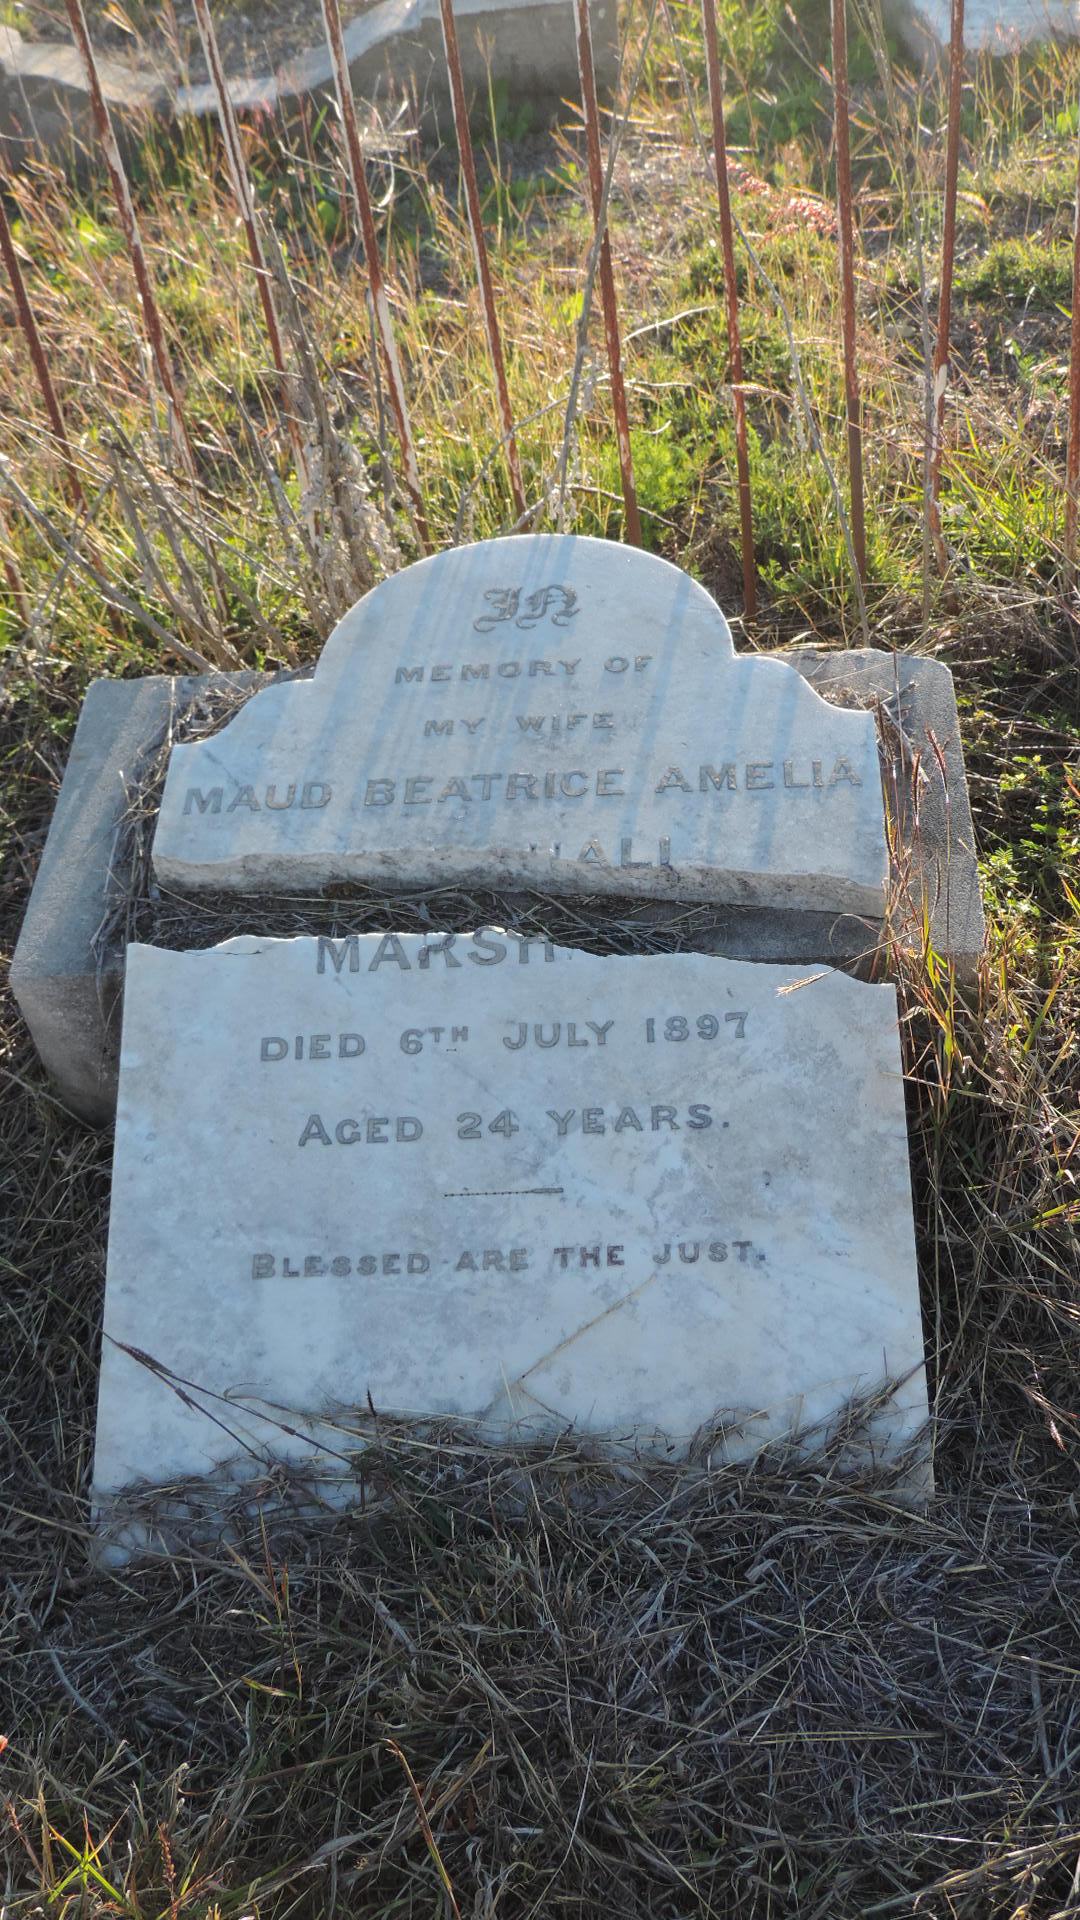 IN
MEMORY OF
MY WIFE
MAUD BEATRICE AMELIA
MARSHALL
DIED 6TH JULY 1897
AGED 24 YEARS.
BLESSED ARE THE JUST.